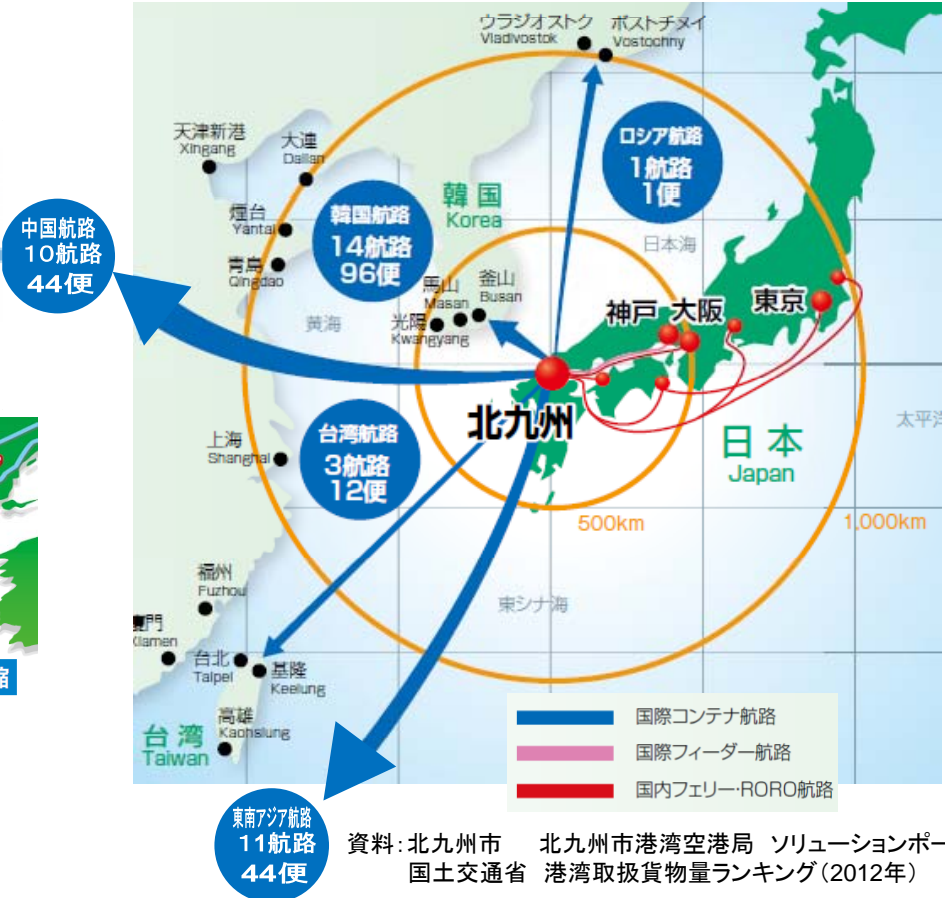 ウラジオストク
Vladivostok
ボストチヌイ
Vostochny
天津新港
Xingang
大連
Dalian
ロシア航路
1航路
1便
韓国
Korea
煙台
Yantai
韓国航路
14航路
96便
中国航路
10航路
44便
日本海
青島
Qingdao
馬山
Masan
釜山
Busan
光陽
Kwangyang
黄海
神戸
大阪
東京
北九州
太平洋
台湾航路
3航路
12便
上海
Shanghai
日本
Japan
500km
1,000km
福州
Fuzhou
東シナ海
厦門
Xiamen
台北
Taipei
基隆
Keelung
高雄
Kaohsiung
台湾
Taiwan
国際コンテナ航路
国際フィーダー航路
国内フェリー・RORO航路
東南アジア航路
11航路
44便
資料:北九州市 北九州市港湾空港局 ソリューションポー
国土交通省 港湾取扱貨物量ランキング(2012年)